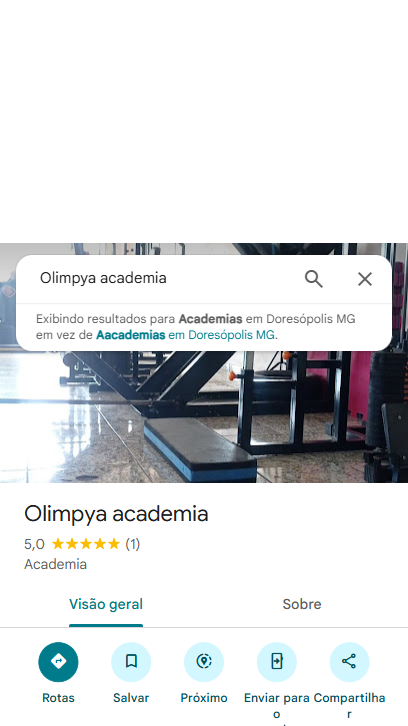 Olimpya academia
Exibindo resultados para Academias em Doresópolis MG
em vez de Aacademias em Doresópolis MG.
Olimpya academia
5,0 (1)
Academia
Visão geral Sobre
Rotas Salvar Próximo Enviar para o Compartilhar